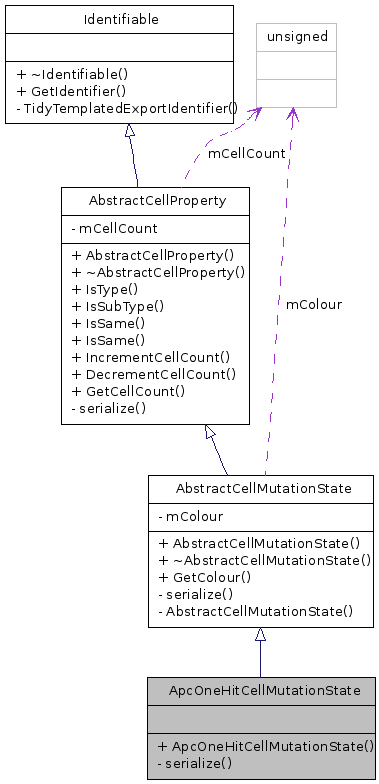 Identifiable
+ ~Identifiable()
+ GetIdentifier()
- TidyTemplatedExportIdentifier()
unsigned
mCellCount
AbstractCellProperty
- mCellCount
+ AbstractCellProperty()
+ ~AbstractCellProperty()
+ IsType()
+ IsSubType()
+ IsSame()
+ IsSame()
+ IncrementCellCount()
+ DecrementCellCount()
+ GetCellCount()
- serialize()
mColour
AbstractCellMutationState
- mColour
+ AbstractCellMutationState()
+ ~AbstractCellMutationState()
+ GetColour()
- serialize()
- AbstractCellMutationState()
ApcOneHitCellMutationState
+ ApcOneHitCellMutationState()
- serialize()